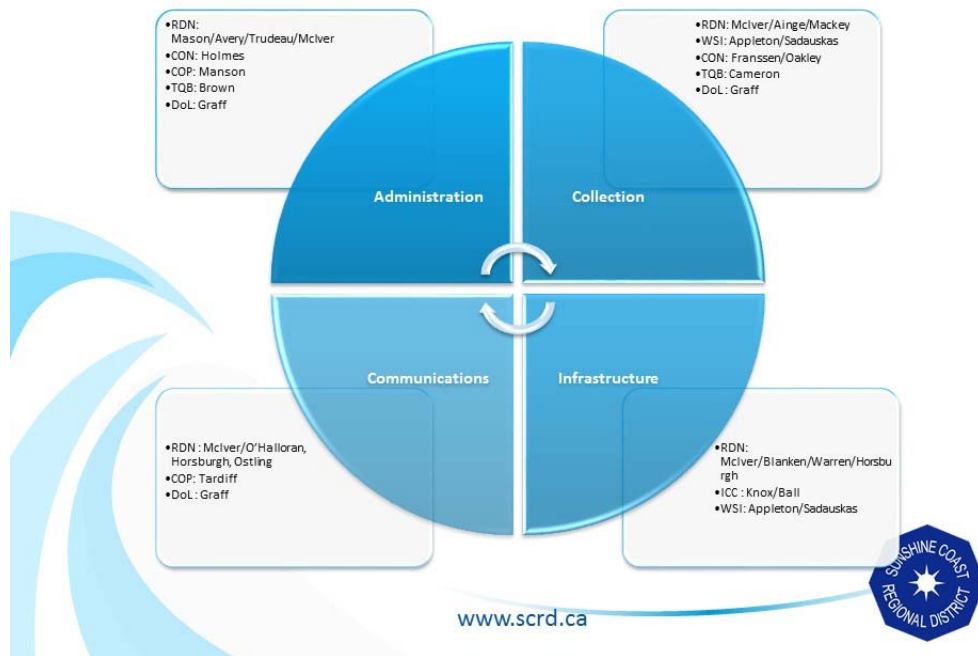 •RDN:
Mason/Avery/Trudeau/McIver
•CON: Holmes
•COP: Manson
•TQB: Brown
•DoL: Graff
•RDN: McIver/Ainge/Mackey
•WSI: Appleton/Sadauskas
•CON: Franssen/Oakley
•TQB: Cameron
•DoL: Graff
Administration
Collection
Communications
Infrastructure
•RDN : McIver/O'Halloran,
Horsburgh, Ostling
•COP: Tardiff
•DoL: Graff
•RDN:
McIver/Blanken/Warren/Horsbu
rgh
•ICC : Knox/Ball
•WSI: Appleton/Sadauskas
www.scrd.ca
SUNSHINE COAST
REGIONAL DISTRICT